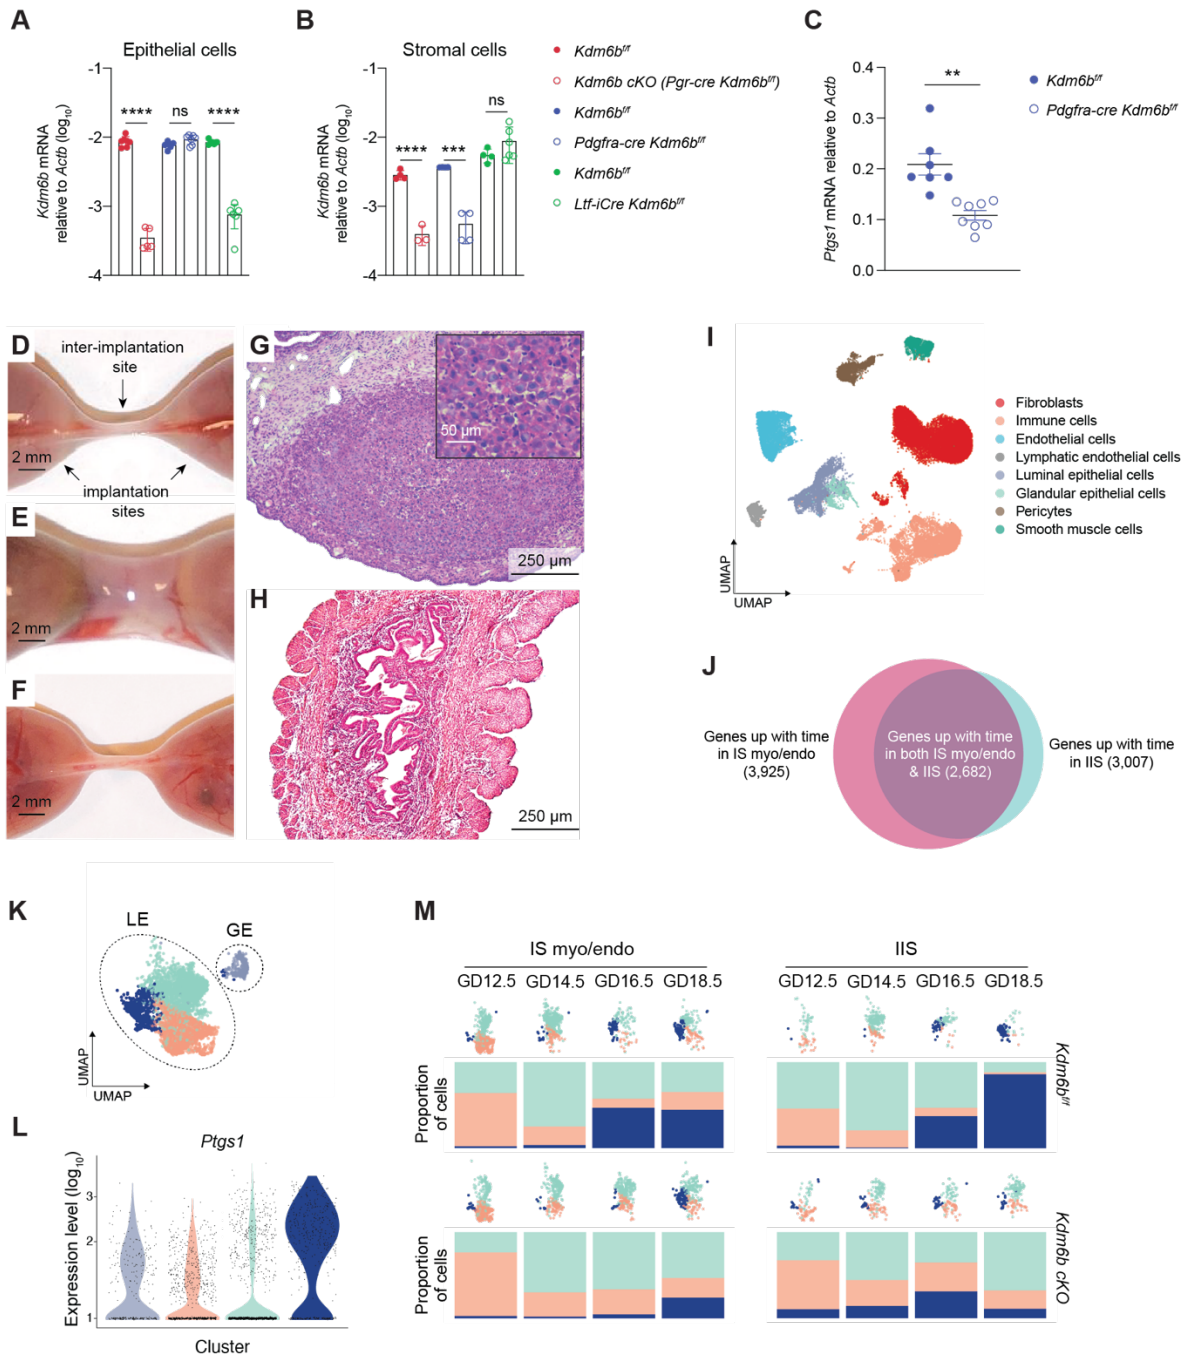 A
Epithelial cells
Kdm6b mRNA
relative to Actb (log10)
-1
-2
-3
-4
****
ns
****
B
Stromal cells
Kdm6b mRNA
relative to Actb (log10)
-1
-2
-3
-4
****
***
ns
Kdm6bf/f
Kdm6b cKO (Pgr-cre Kdm6bf/f)
Kdm6bf/f
Pdgfra-cre Kdm6bf/f
Kdm6bf/f
Ltf-iCre Kdm6bf/f
C
Ptgs1 mRNA relative to Actb
0.4
0.3
0.2
0.1
0.0
**
Kdm6bf/f
Pdgfra-cre Kdm6bf/f
D
inter-implantation
site
2 mm
implantation
sites
E
2 mm
F
2 mm
G
50 µm
250 µm
H
250 µm
I
UMAP
UMAP
Fibroblasts
Immune cells
Endothelial cells
Lymphatic endothelial cells
Luminal epithelial cells
Glandular epithelial cells
Pericytes
Smooth muscle cells
J
Genes up with time
in IS myo/endo
(3,925)
Genes up with time
in both IS myo/endo
& IIS (2,682)
Genes up with time
in IIS (3,007)
K
LE
GE
UMAP
UMAP
L
Ptgs1
Expression level (log10)
3
2
1
Cluster
M
IS myo/endo
GD12.5 GD14.5 GD16.5 GD18.5
IIS
GD12.5 GD14.5 GD16.5 GD18.5
Proportion
of cells
Kdm6bf/f
Proportion
of cells
Kdm6b cKO